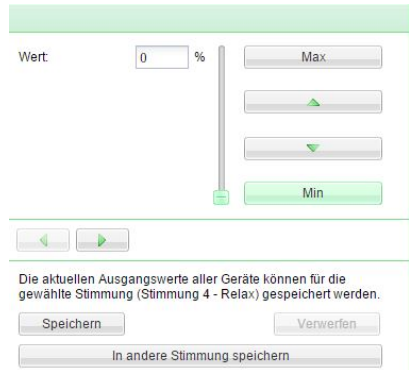 Wert: 0 % Max
Min
Die aktuellen Ausgangswerte aller Geräte können für die
gewählte Stimmung (Stimmung 4 - Relax) gespeichert werden.
Speichern Verwerfen
In andere Stimmung speichern